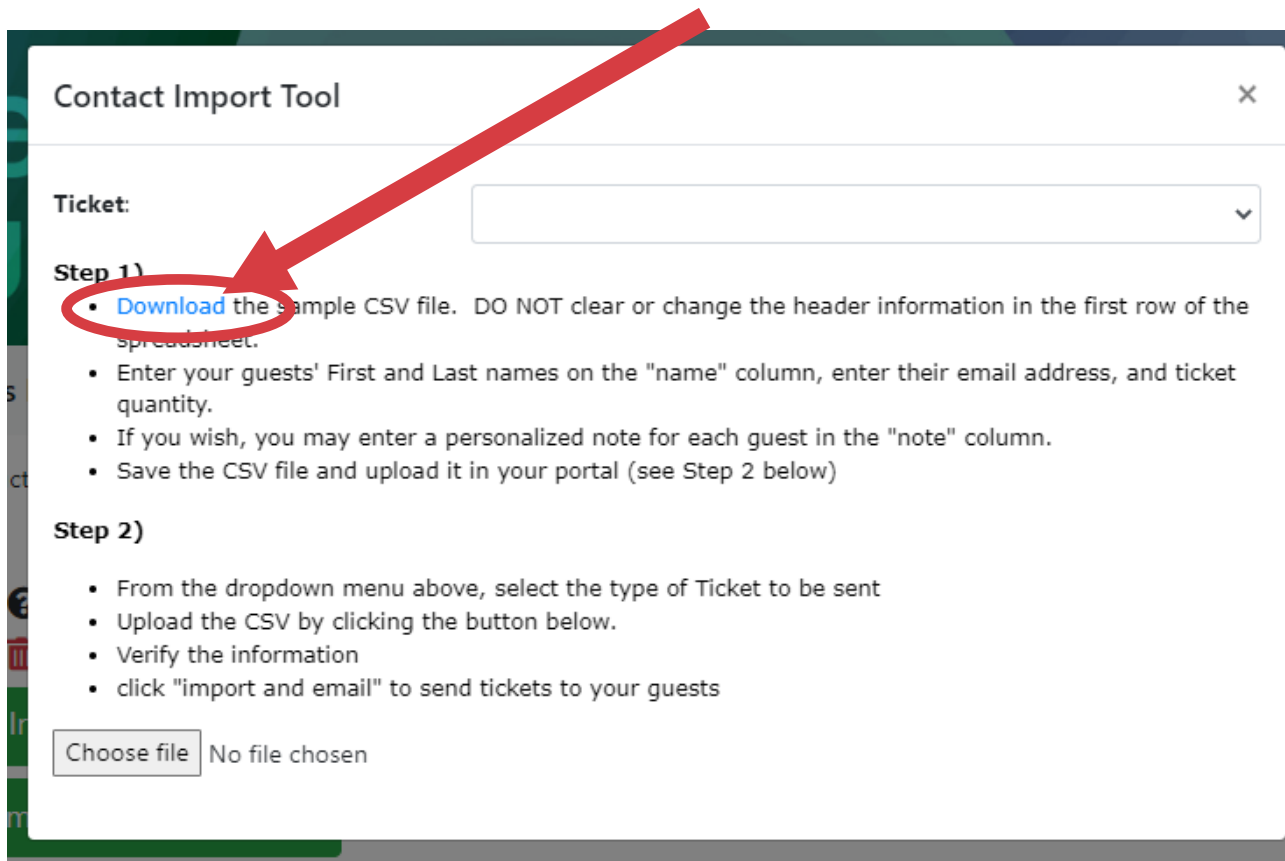 Contact Import Tool
×
Ticket:
Step 1)
• Download the sample CSV file.  DO NOT clear or change the header information in the first row of the
spreadsheet.
• Enter your guests' First and Last names on the "name" column, enter their email address, and ticket
quantity.
• If you wish, you may enter a personalized note for each guest in the "note" column.
• Save the CSV file and upload it in your portal (see Step 2 below)
Step 2)
• From the dropdown menu above, select the type of Ticket to be sent
• Upload the CSV by clicking the button below.
• Verify the information
• click "import and email" to send tickets to your guests
Choose file No file chosen